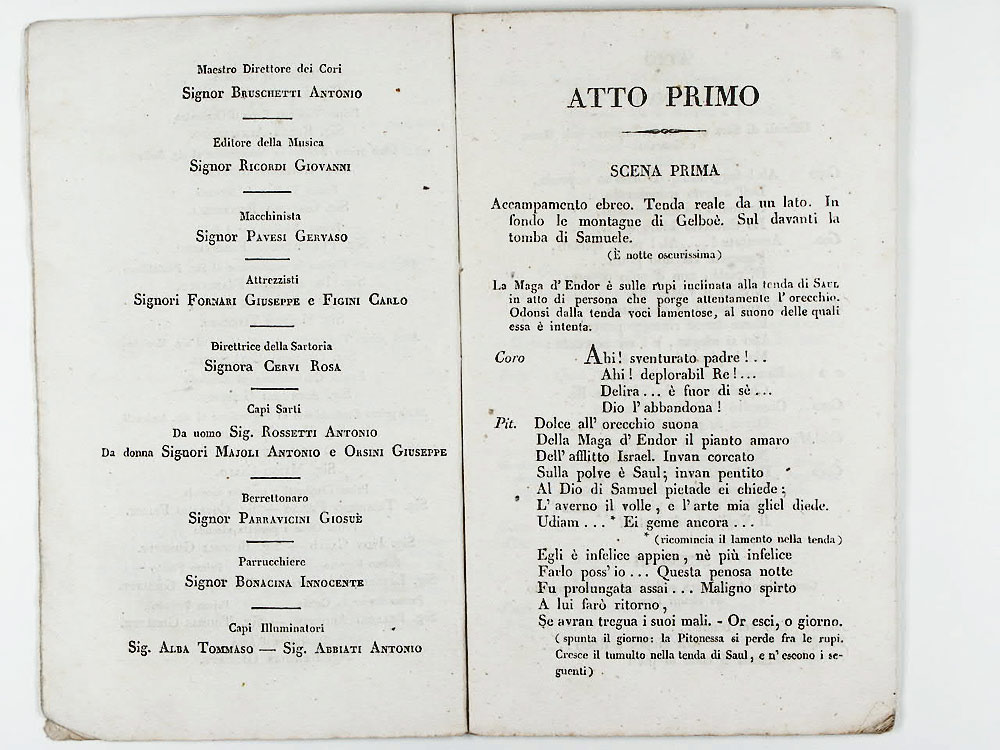 Maestro Direttore dei Cori
Signor Bruschetti Antonio
Editore della Musica
Signor Ricordi Giovanni
Macchinista
Signor Pavesi Gervaso
Attrezzisti
Signori Fornari Giuseppe e Figini Carlo
Direttrice della Sartoria
Signora Cervi Rosa
Capi Sarti
Da uomo Sig. Rossetti Antonio
Da donna Signori Majoli Antonio e Orsini Giuseppe
Berrettonaro
Signor Parravicini Giosuè
Parrucchiere
Signor Bonacina Innocente
Capi Illuminatori
Sig. Alba Tommaso — Sig. Abbiati Antonio
ATTO PRIMO
SCENA PRIMA
Accampamento ebreo. Tenda reale da un lato. In
fondo le montagne di Gelboè. Sul davanti la
tomba di Samuele.
(È notte oscurissima)
La Maga d'Endor è sulle rupi inclinata alla tenda di Saul
in atto di persona che porge attentamente l'orecchio.
Odonsi dalla tenda voci lamentose, al suono delle quali
essa è intenta.
Coro Ahi! sventurato padre!..
Ahi! deplorabil Re!...
Delira... è fuor di sè...
Dio l'abbandona!
Pit. Dolce all'orecchio suona
Della Maga d'Endor il pianto amaro
Dell'afflitto Israel. Invan corcato
Sulla polve è Saul; invan pentito
Al Dio di Samuel pietade ei chiede;
L'averno il volle, e l'arte mia gliel diede.
Udiam...* Ei geme ancora...
* (ricomincia il lamento nella tenda)
Egli è infelice appien, nè più infelice
Farlo poss'io... Questa penosa notte
Fu prolungata assai... Maligno spirto
A lui farò ritorno,
Se avran tregua i suoi mali. - Or esci, o giorno.
(spunta il giorno: la Pitonessa si perde fra le rupi.
Cresce il tumulto nella tenda di Saul, e n'escono i se-
guenti)